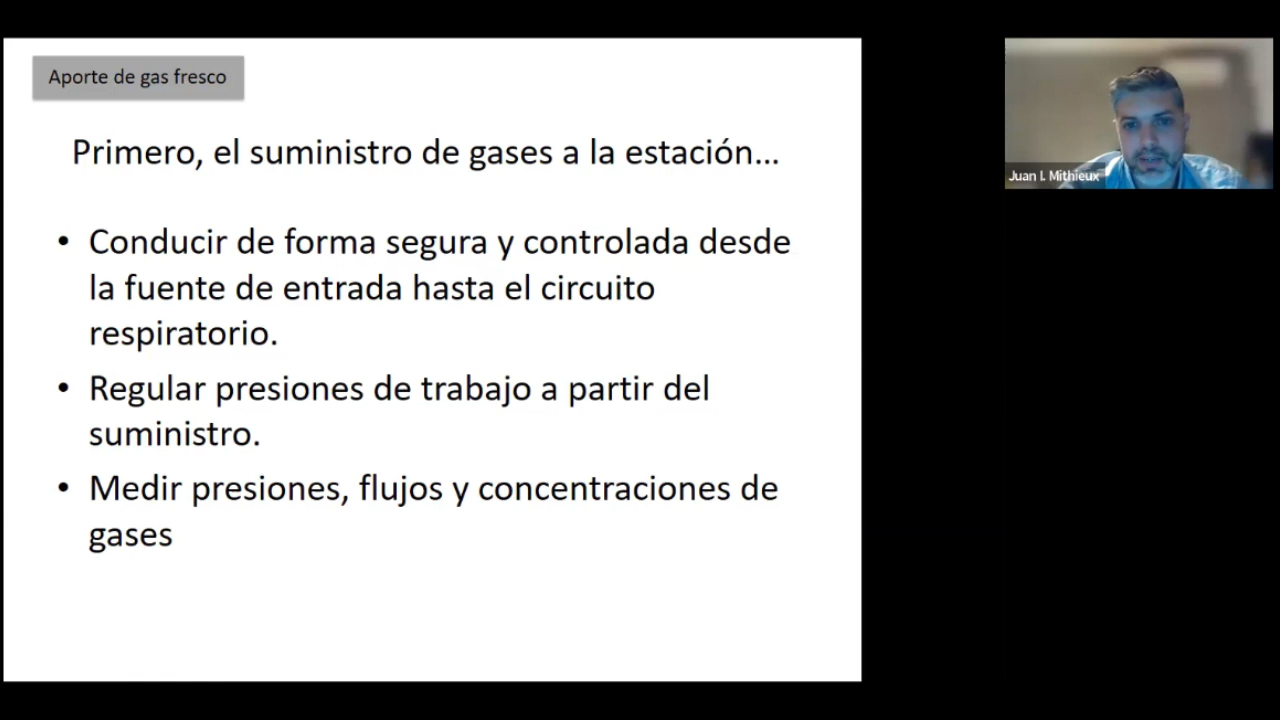 Aporte de gas fresco
Primero, el suministro de gases a la estación...
• Conducir de forma segura y controlada desde
la fuente de entrada hasta el circuito
respiratorio.
• Regular presiones de trabajo a partir del
suministro.
• Medir presiones, flujos y concentraciones de
gases
Juan I. Mithieux